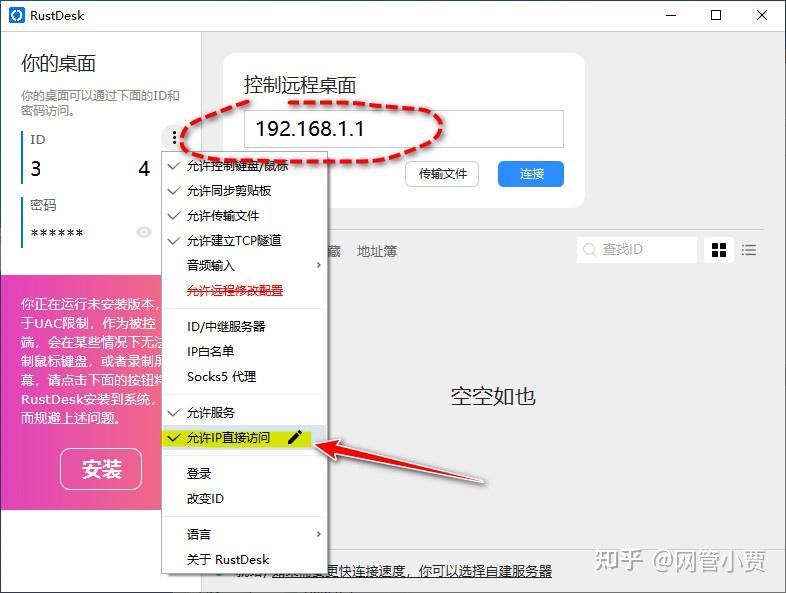 RustDesk
你的桌面
你的桌面可以通过下面的ID和
密码访问。
ID
3 4
密码
******
控制远程桌面
192.168.1.1
传输文件
连接
允许控制键盘/鼠标
允许同步剪贴板
允许传输文件
允许建立TCP隧道
音频输入
允许远程修改配置
ID/中继服务器
IP白名单
Socks5 代理
允许服务
允许IP直接访问
登录
改变ID
语言
关于 RustDesk
藏
地址簿
查找ID
空空如也
你正在运行未安装版本，
于UAC限制，作为被控
端，会在某些情况下无法
制鼠标键盘，或者录制屏
幕，请点击下面的按钮将
RustDesk安装到系统，
而规避上述问题。
安装
更快连接速度，你可以选择自建服务器
知乎 @网管小贾